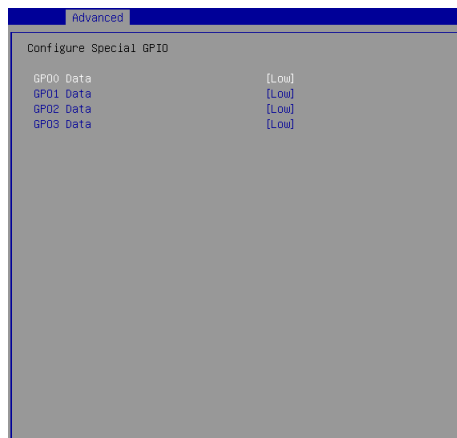 Advanced
Configure Special GPIO
GPO0 Data [Low]
GPO1 Data [Low]
GPO2 Data [Low]
GPO3 Data [Low]